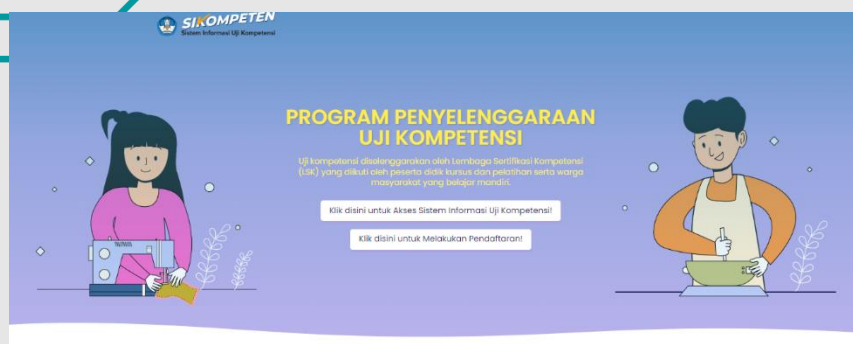 SIKOMPETEN
Sistem Informasi Uji Kompetensi
PROGRAM PENYELENGGARAAN
UJI KOMPETENSI
Uji kompetensi diselenggarakan oleh Lembaga Sertifikasi Kompetensi
(LSK) yang diikuti oleh peserta didik kursus dan pelatihan serta warga
masyarakat yang belajar mandiri.
Klik disini untuk Akses Sistem Informasi Uji Kompetensi!
Klik disini untuk Melakukan Pendaftaran!